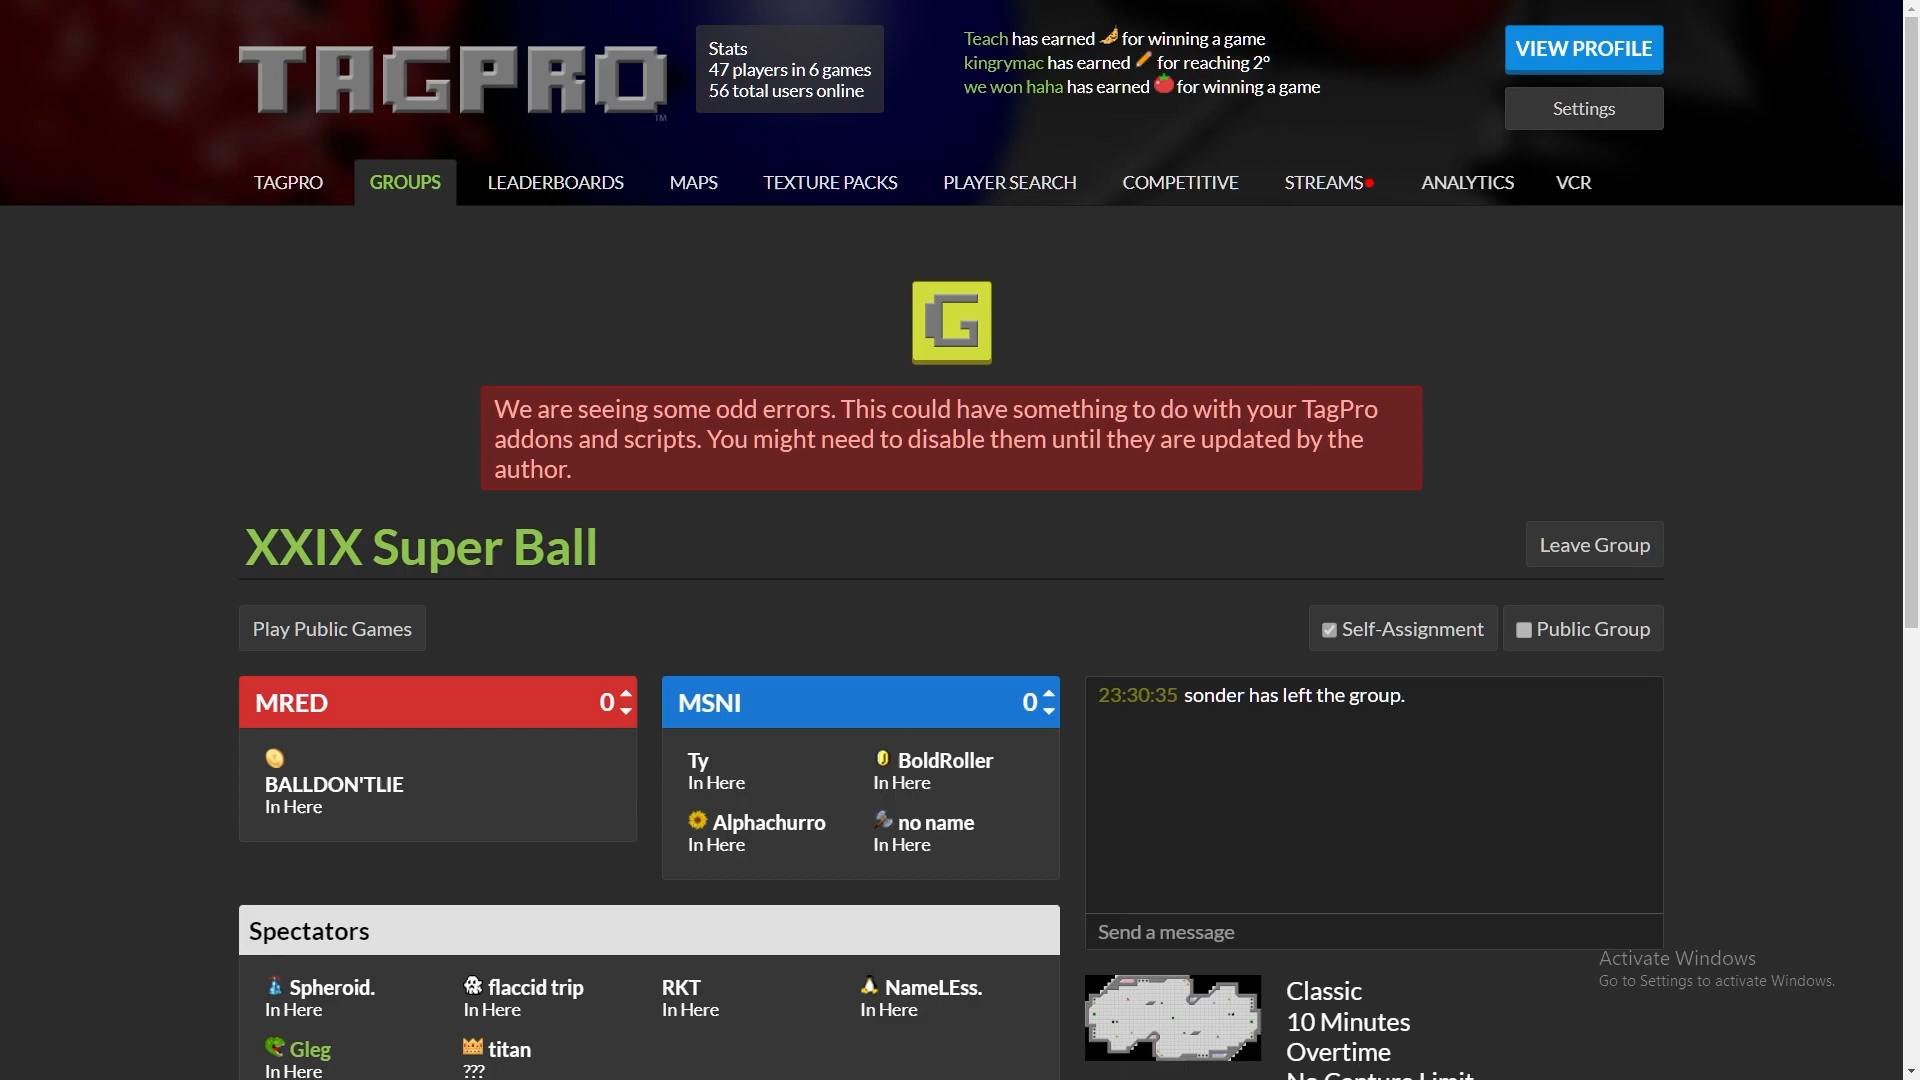 TAGPRO
TM
Stats
47 players in 6 games
56 total users online
Teach has earned for winning a game
kingrymac has earned for reaching 2°
we won haha has earned for winning a game
VIEW PROFILE
Settings
TAGPRO GROUPS LEADERBOARDS MAPS TEXTURE PACKS PLAYER SEARCH COMPETITIVE STREAMS ANALYTICS VCR
G
We are seeing some odd errors. This could have something to do with your TagPro
addons and scripts. You might need to disable them until they are updated by the
author.
XXIX Super Ball
Leave Group
Play Public Games
Self-Assignment
Public Group
MRED 0
BALLDON'TLIE
In Here
MSNI 0
Ty
In Here
BoldRoller
In Here
Alphachurro
In Here
no name
In Here
23:30:35 sonder has left the group.
Send a message
Spectators
Spheroid.
In Here
flaccid trip
In Here
RKT
In Here
NameLEss.
In Here
Gleg
In Here
titan
???
Classic
10 Minutes
Overtime
No Capture Limit
Activate Windows
Go to Settings to activate Windows.